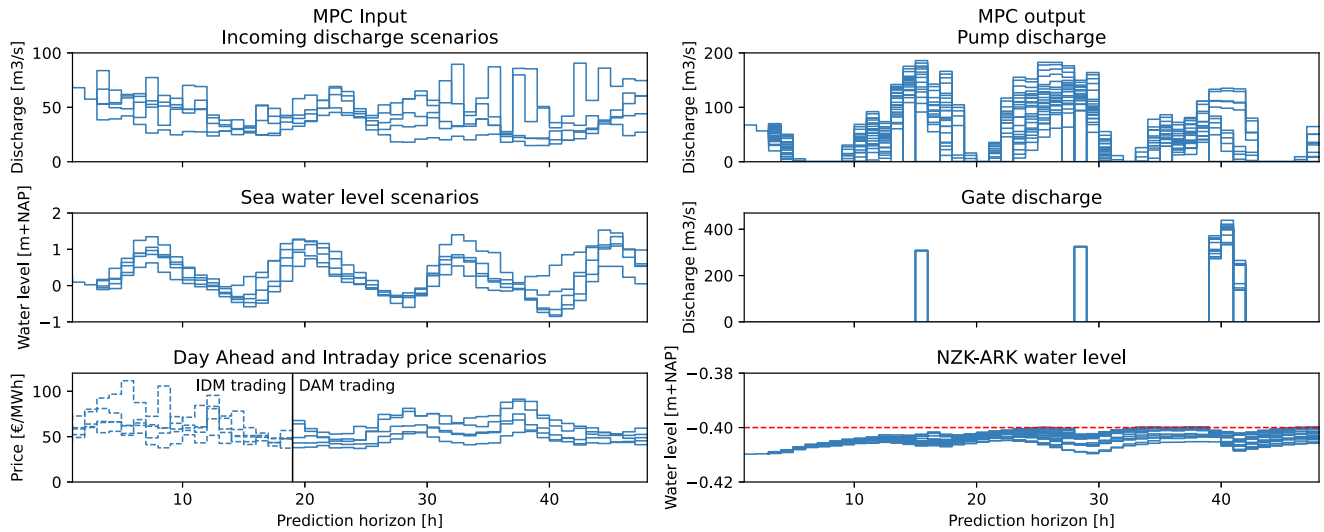 MPC Input
Incoming discharge scenarios
Discharge [m3/s]
100
50
0
Sea water level scenarios
Water level [m+NAP]
2
1
0
−1
Day Ahead and Intraday price scenarios
Price [€/MWh]
100
50
0
IDM trading
DAM trading
10
20
30
40
Prediction horizon [h]
MPC output
Pump discharge
Discharge [m3/s]
200
100
0
Gate discharge
Discharge [m3/s]
400
200
0
NZK-ARK water level
Water level [m+NAP]
−0.38
−0.40
−0.42
10
20
30
40
Prediction horizon [h]